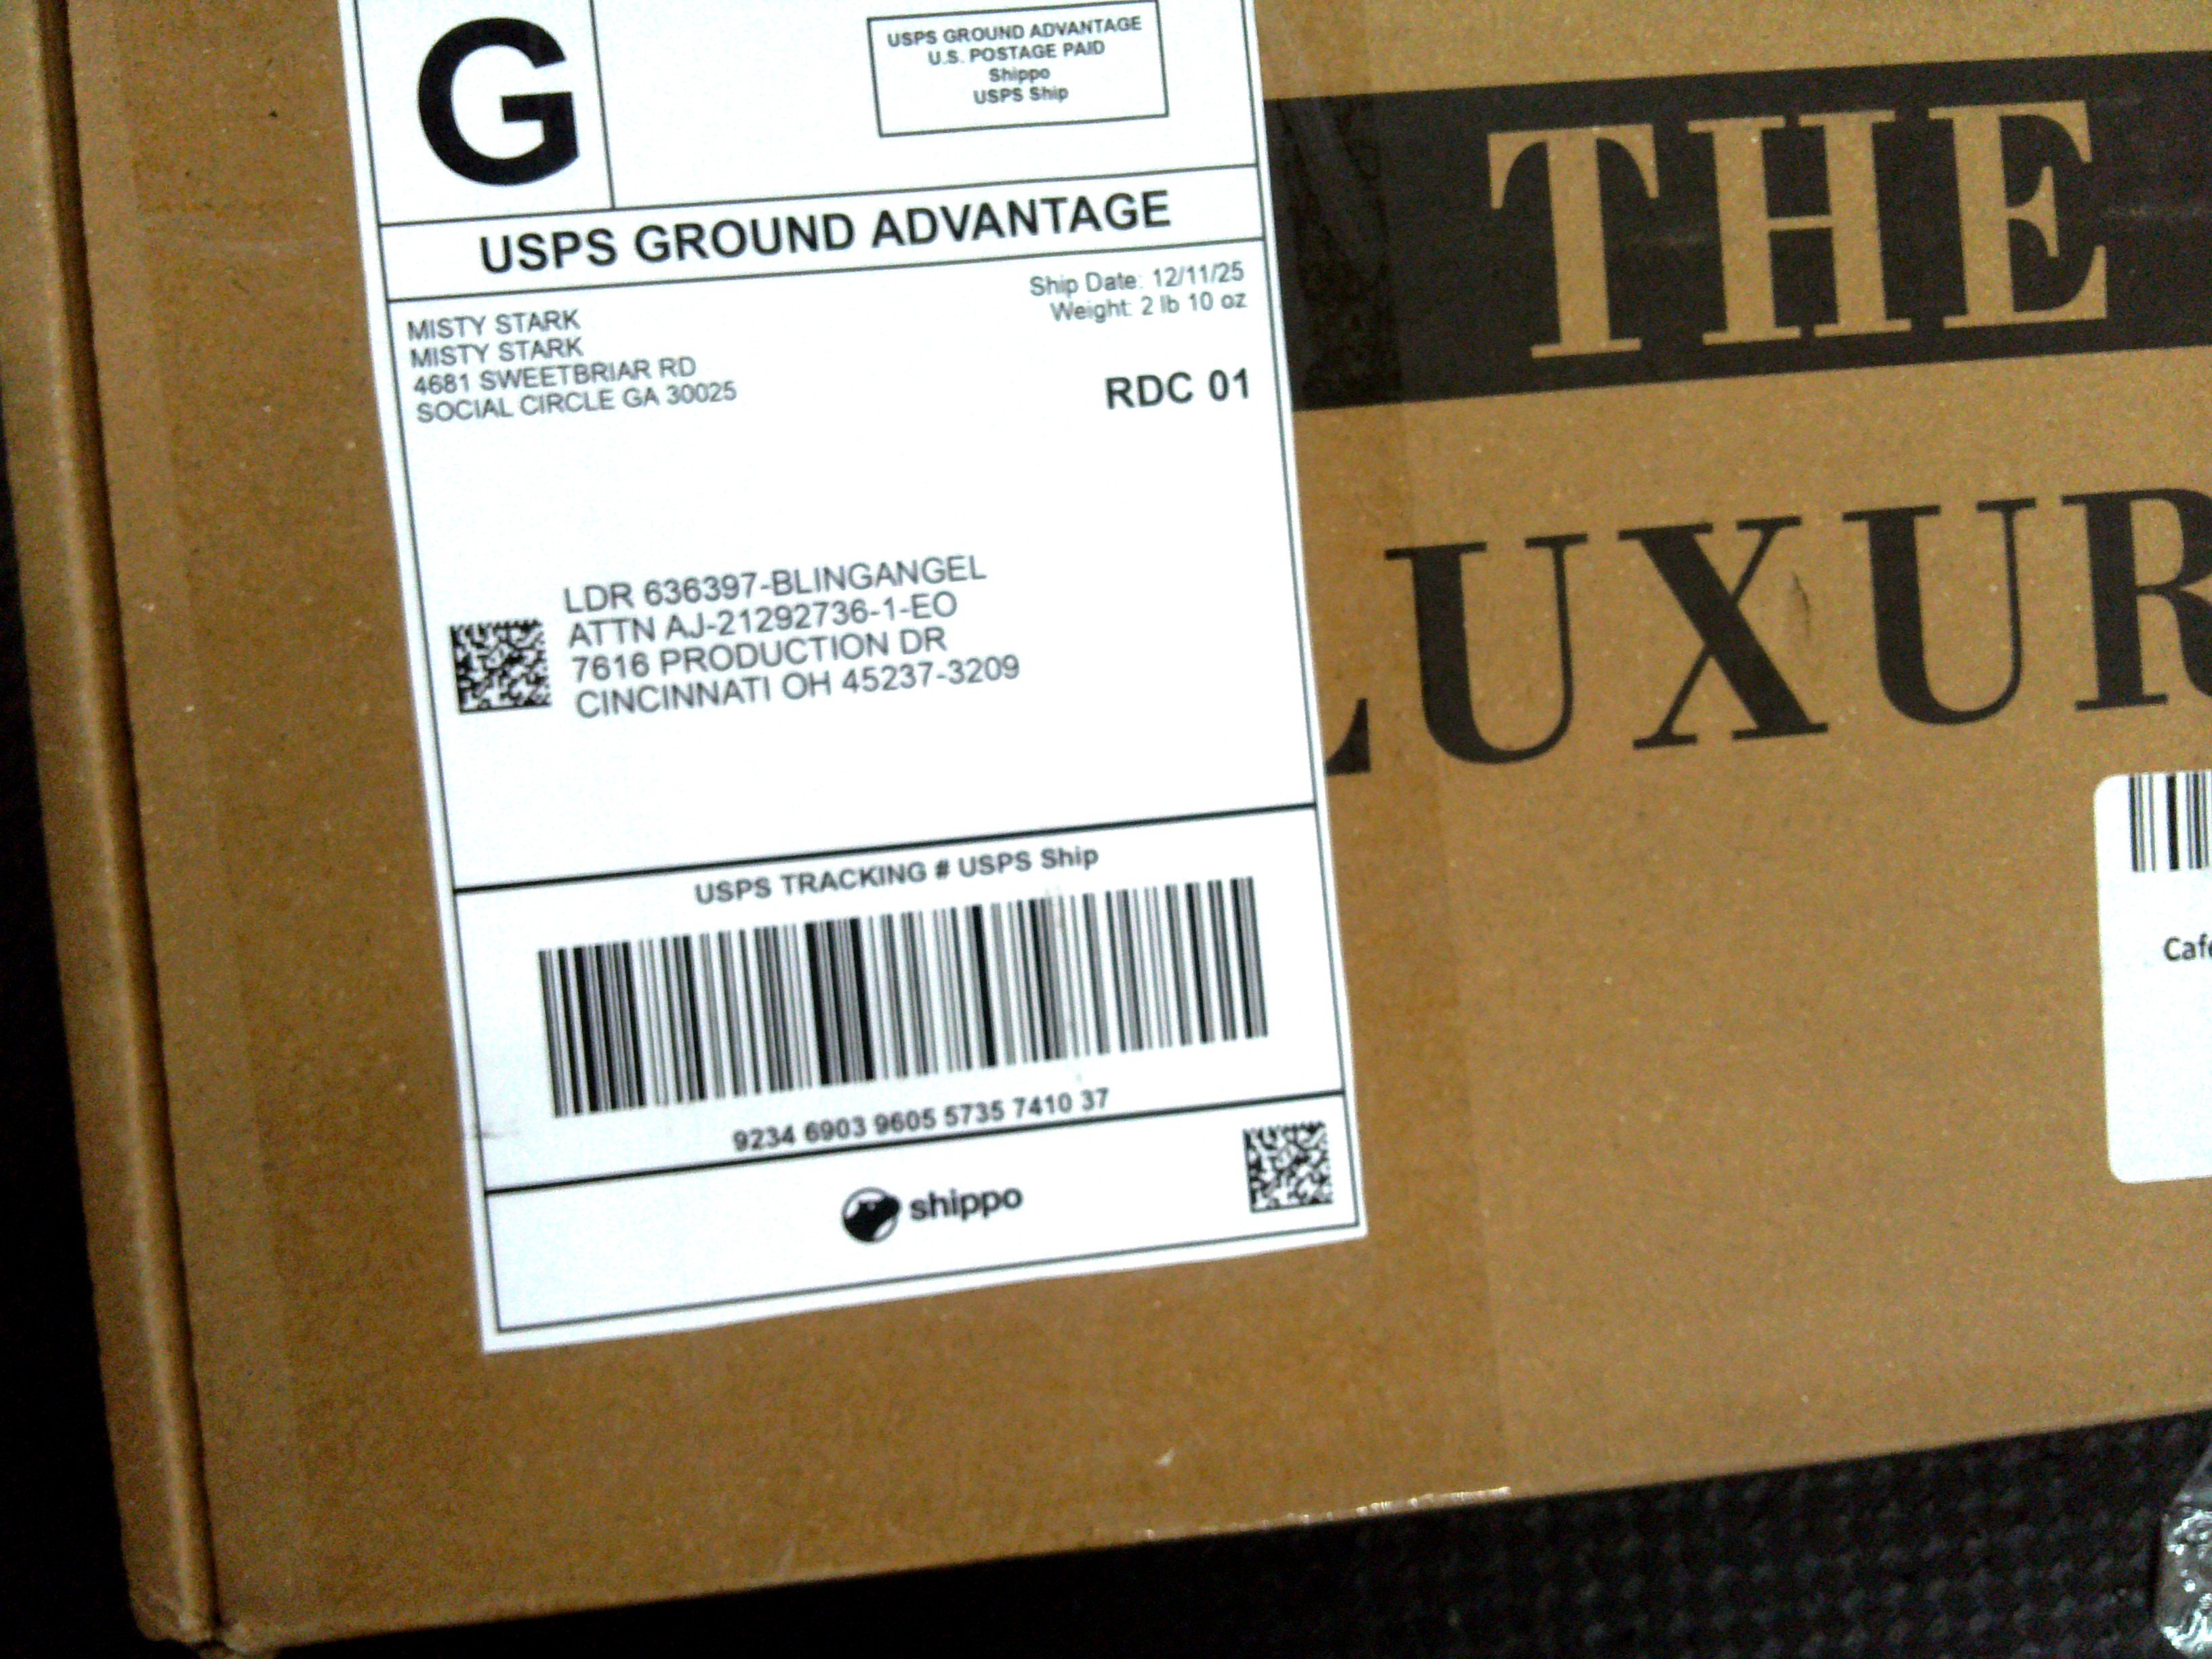 G
USPS GROUND ADVANTAGE
U.S. POSTAGE PAID
Shippo
USPS Ship
USPS GROUND ADVANTAGE
Ship Date: 12/11/25
Weight: 2 lb 10 oz
MISTY STARK
MISTY STARK
4681 SWEETBRIAR RD
SOCIAL CIRCLE GA 30025
RDC 01
LDR 636397-BLINGANGEL
ATTN AJ-21292736-1-EO
7616 PRODUCTION DR
CINCINNATI OH 45237-3209
USPS TRACKING # USPS Ship
9234 6903 9605 5735 7410 37
shippo
THE
LUXUR
Caf